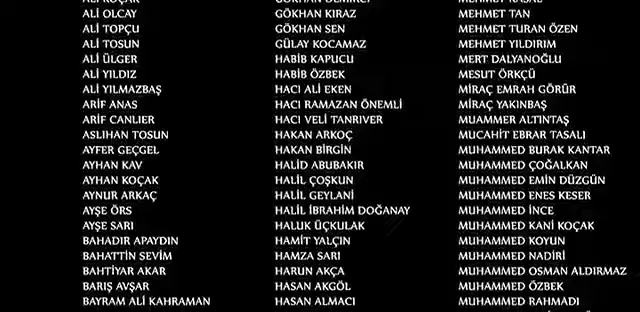 ALİ KOÇAK
ALİ OLCAY
ALİ TOPÇU
ALİ TOSUN
ALİ ÜLGER
ALİ YILDIZ
ALİ YILMAZBAŞ
ARİF ANAS
ARİF CANLIER
ASLIHAN TOSUN
AYFER GEÇGEL
AYHAN KAV
AYHAN KOÇAK
AYNUR ARKAÇ
AYŞE ÖRS
AYŞE SARI
BAHADIR APAYDIN
BAHATTİN SEVİM
BAHTİYAR AKAR
BARIŞ AVŞAR
BAYRAM ALİ KAHRAMAN
GÖKHAN KIRAZ
GÖKHAN SEN
GÜLAY KOCAMAZ
HABİB KAPUCU
HABİB ÖZBEK
HACI ALİ EKEN
HACI RAMAZAN ÖNEMLİ
HACI VELİ TANRIVER
HAKAN ARKOÇ
HAKAN BİRGİN
HALİD ABUBAKIR
HALİL ÇOŞKUN
HALİL GEYLANİ
HALİL İBRAHİM DOĞANAY
HALUK ÜÇKULAK
HAMİT YALÇIN
HAMZA SARI
HARUN AKÇA
HASAN AKGÖL
HASAN ALMACI
MEHMET TAN
MEHMET TURAN ÖZEN
MEHMET YILDIRIM
MERT DALYANOĞLU
MESUT ÖRKÇÜ
MİRAÇ EMRAH GÖRÜR
MİRAÇ YAKINBAŞ
MUAMMER ALTINTAŞ
MUCAHİT EBRAR TASALI
MUHAMMED BURAK KANTAR
MUHAMMED ÇOĞALKAN
MUHAMMED EMİN DÜZGÜN
MUHAMMED ENES KESER
MUHAMMED İNCE
MUHAMMED KANİ KOÇAK
MUHAMMED KOYUN
MUHAMMED NADİRİ
MUHAMMED OSMAN ALDIRMAZ
MUHAMMED ÖZBEK
MUHAMMED RAHMADI